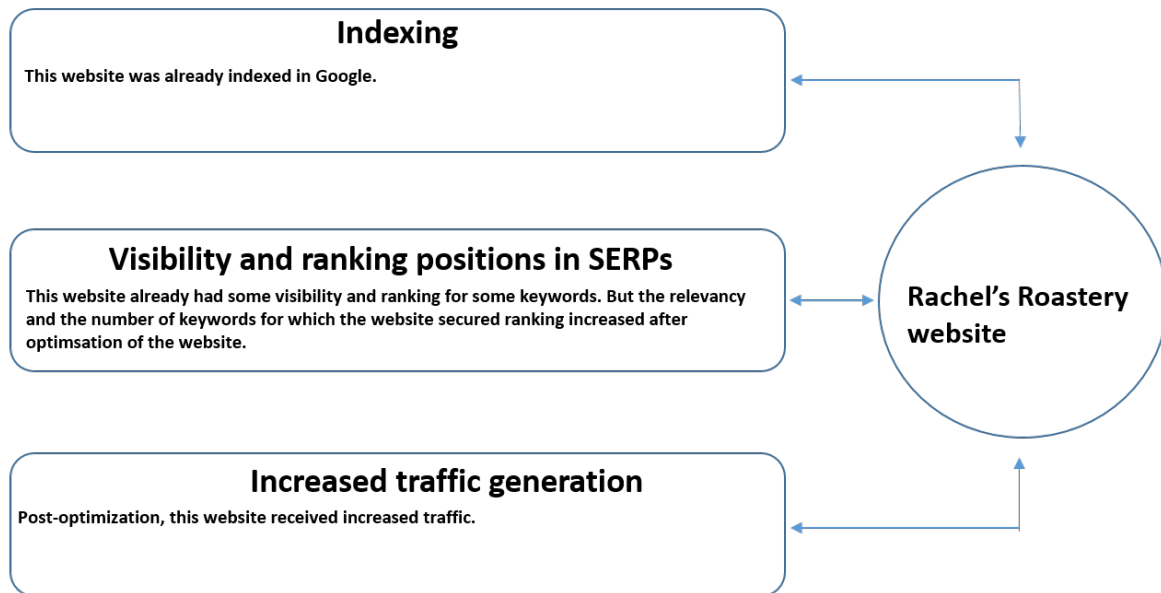 Indexing
This website was already indexed in Google.
Visibility and ranking positions in SERPs
This website already had some visibility and ranking for some keywords. But the relevancy
and the number of keywords for which the website secured ranking increased after
optimsation of the website.
Rachel’s Roastery
website
Increased traffic generation
Post-optimization, this website received increased traffic.